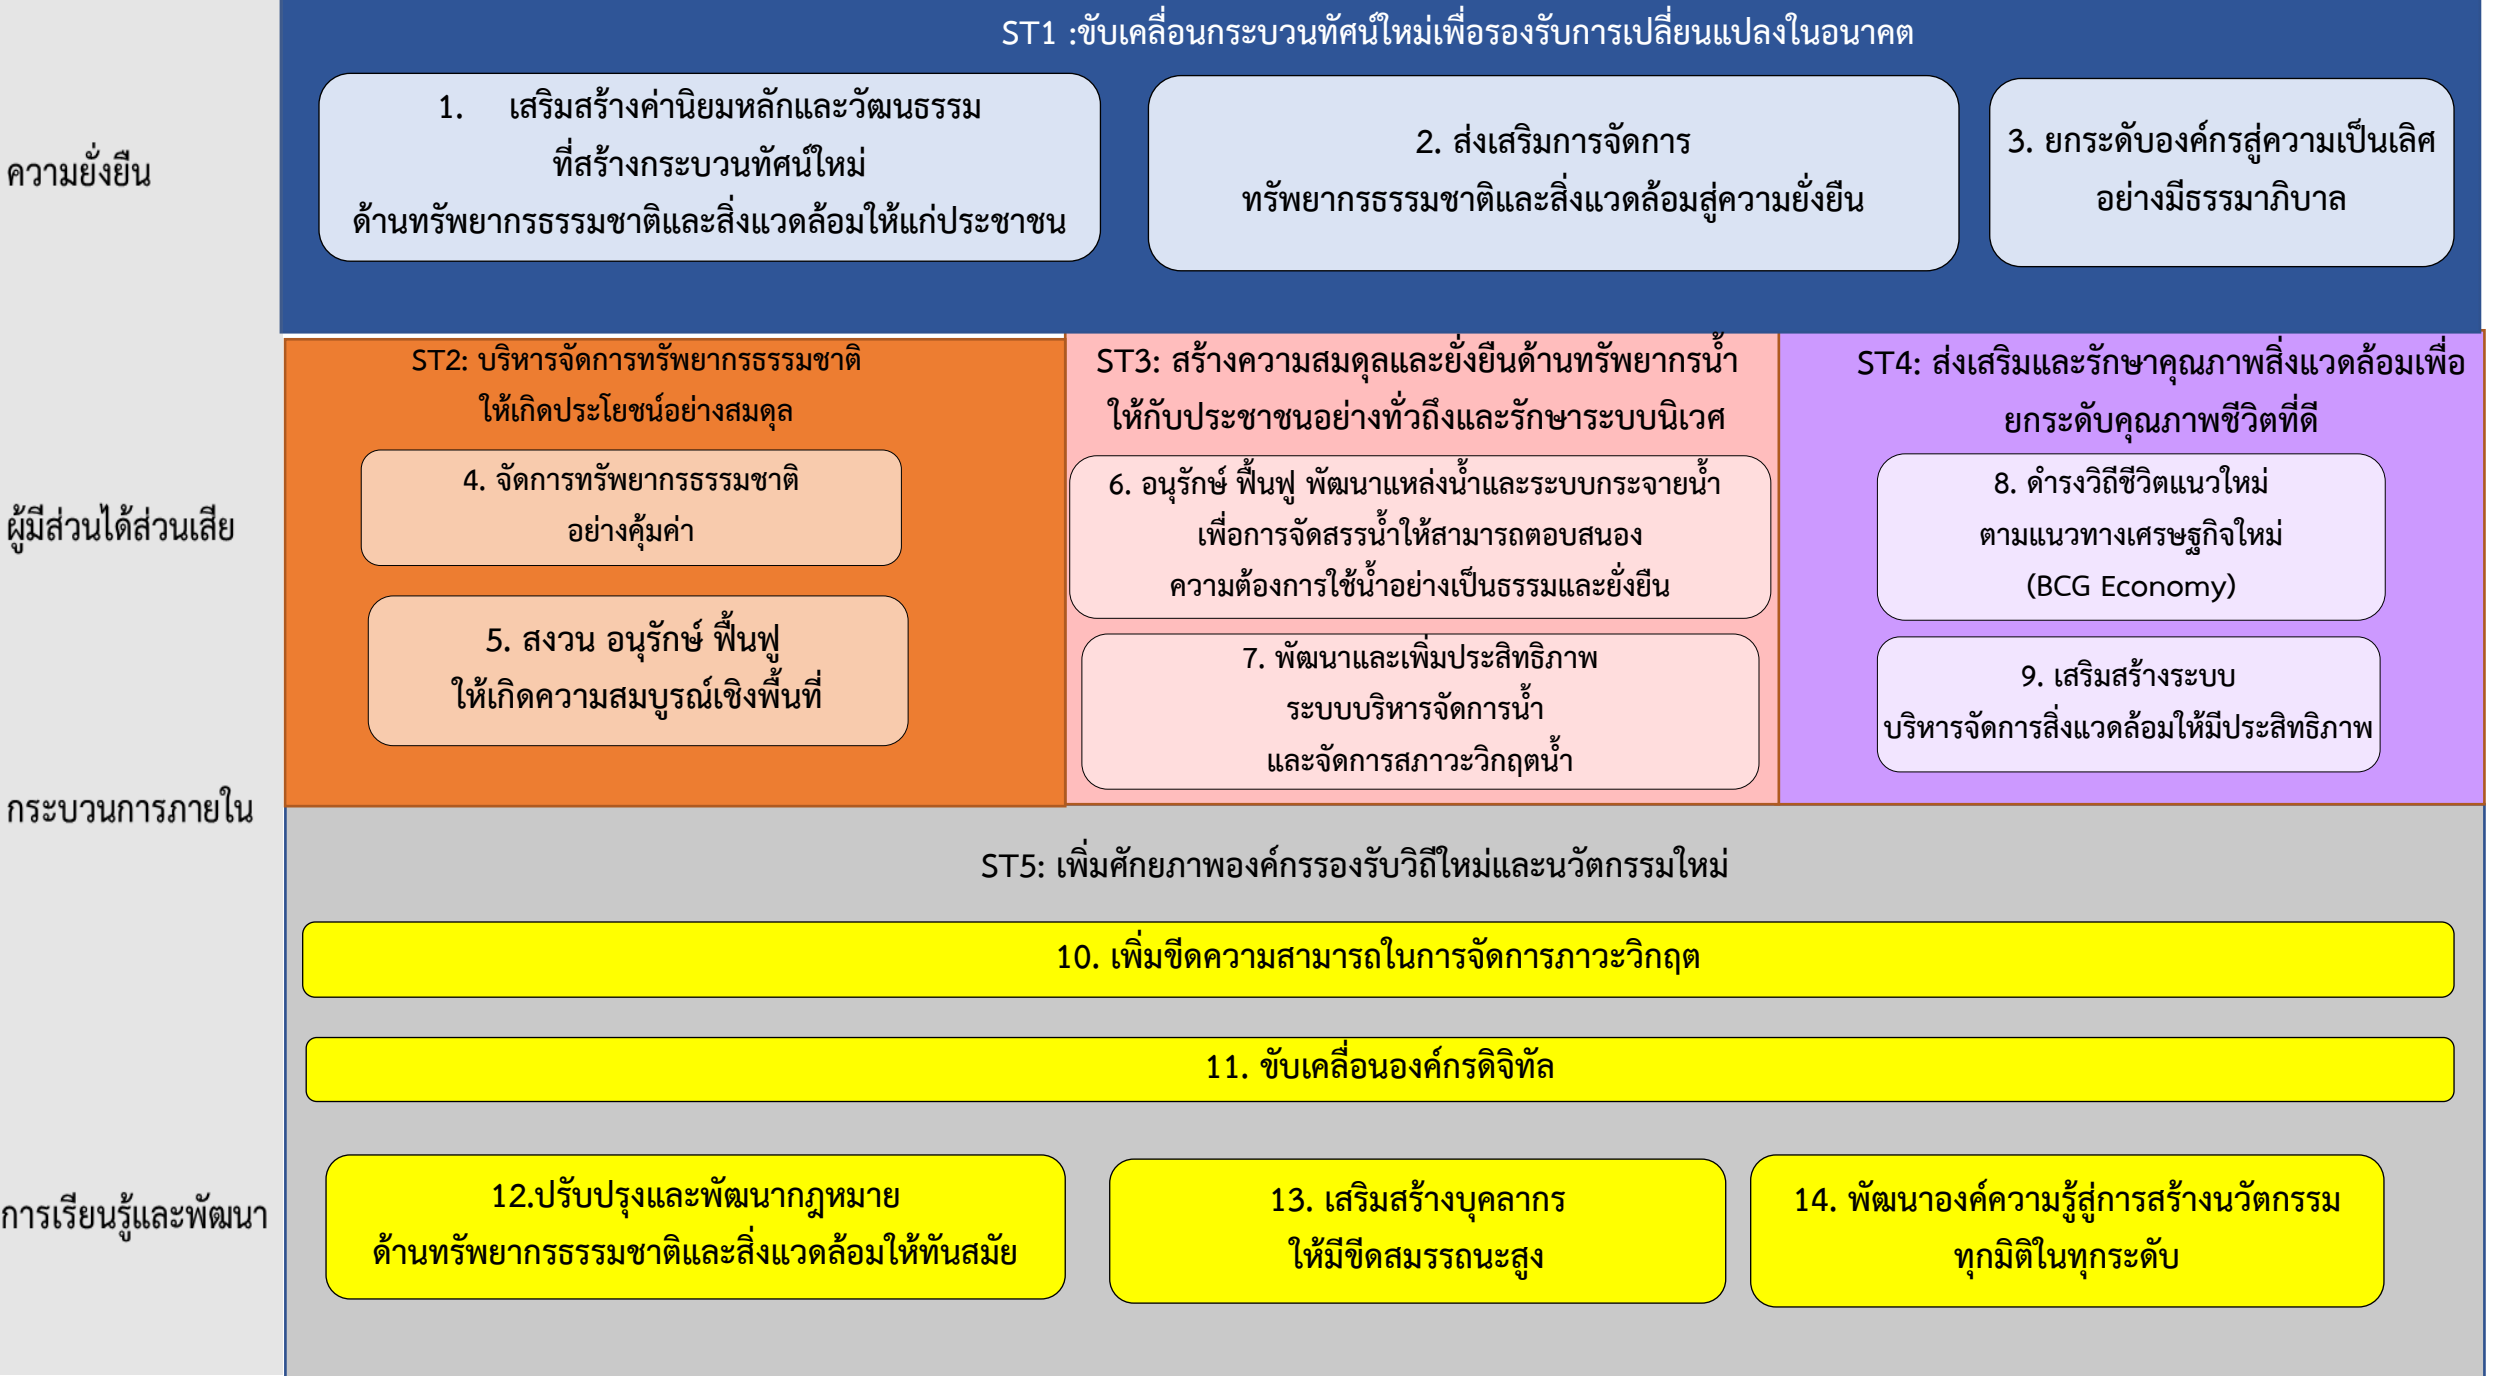 ST1 :ขับเคลื่อนกระบวนทัศน์ใหม่เพื่อรองรับการเปลี่ยนแปลงในอนาคต
ความยั่งยืน
1. เสริมสร้างค่านิยมหลักและวัฒนธรรม
ที่สร้างกระบวนทัศน์ใหม่
ด้านทรัพยากรธรรมชาติและสิ่งแวดล้อมให้แก่ประชาชน
2. ส่งเสริมการจัดการ
ทรัพยากรธรรมชาติและสิ่งแวดล้อมสู่ความยั่งยืน
3. ยกระดับองค์กรสู่ความเป็นเลิศ
อย่างมีธรรมาภิบาล
ผู้มีส่วนได้ส่วนเสีย
ST2: บริหารจัดการทรัพยากรธรรมชาติ
ให้เกิดประโยชน์อย่างสมดุล
4. จัดการทรัพยากรธรรมชาติ
อย่างคุ้มค่า
5. สงวน อนุรักษ์ ฟื้นฟู
ให้เกิดความสมบูรณ์เชิงพื้นที่
ST3: สร้างความสมดุลและยั่งยืนด้านทรัพยากรน้ำ
ให้กับประชาชนอย่างทั่วถึงและรักษาระบบนิเวศ
6. อนุรักษ์ ฟื้นฟู พัฒนาแหล่งน้ำและระบบกระจายน้ำ
เพื่อการจัดสรรน้ำให้สามารถตอบสนอง
ความต้องการใช้น้ำอย่างเป็นธรรมและยั่งยืน
7. พัฒนาและเพิ่มประสิทธิภาพ
ระบบบริหารจัดการน้ำ
และจัดการสภาวะวิกฤตน้ำ
ST4: ส่งเสริมและรักษาคุณภาพสิ่งแวดล้อมเพื่อ
ยกระดับคุณภาพชีวิตที่ดี
8. ดำรงวิถีชีวิตแนวใหม่
ตามแนวทางเศรษฐกิจใหม่
(BCG Economy)
9. เสริมสร้างระบบ
บริหารจัดการสิ่งแวดล้อมให้มีประสิทธิภาพ
กระบวนการภายใน
ST5: เพิ่มศักยภาพองค์กรรองรับวิถีใหม่และนวัตกรรมใหม่
10. เพิ่มขีดความสามารถในการจัดการภาวะวิกฤต
11. ขับเคลื่อนองค์กรดิจิทัล
การเรียนรู้และพัฒนา
12.ปรับปรุงและพัฒนากฎหมาย
ด้านทรัพยากรธรรมชาติและสิ่งแวดล้อมให้ทันสมัย
13. เสริมสร้างบุคลากร
ให้มีขีดสมรรถนะสูง
14. พัฒนาองค์ความรู้สู่การสร้างนวัตกรรม
ทุกมิติในทุกระดับ